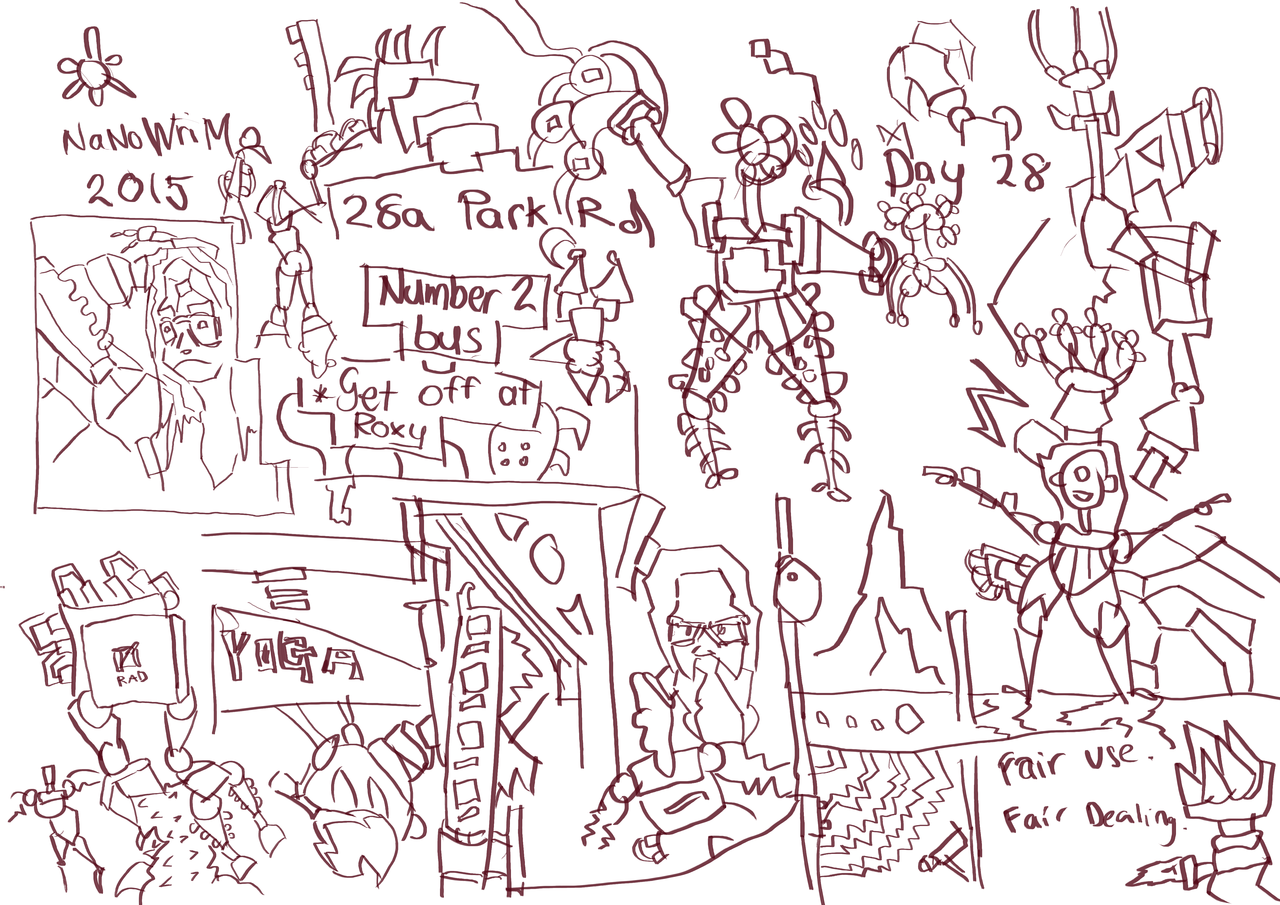 NaNoWriM
2015
28a Park Rd
Day 28
Number 2
bus
*Get off at
Roxy
RAD
YOGA
Fair use.
Fair Dealing.